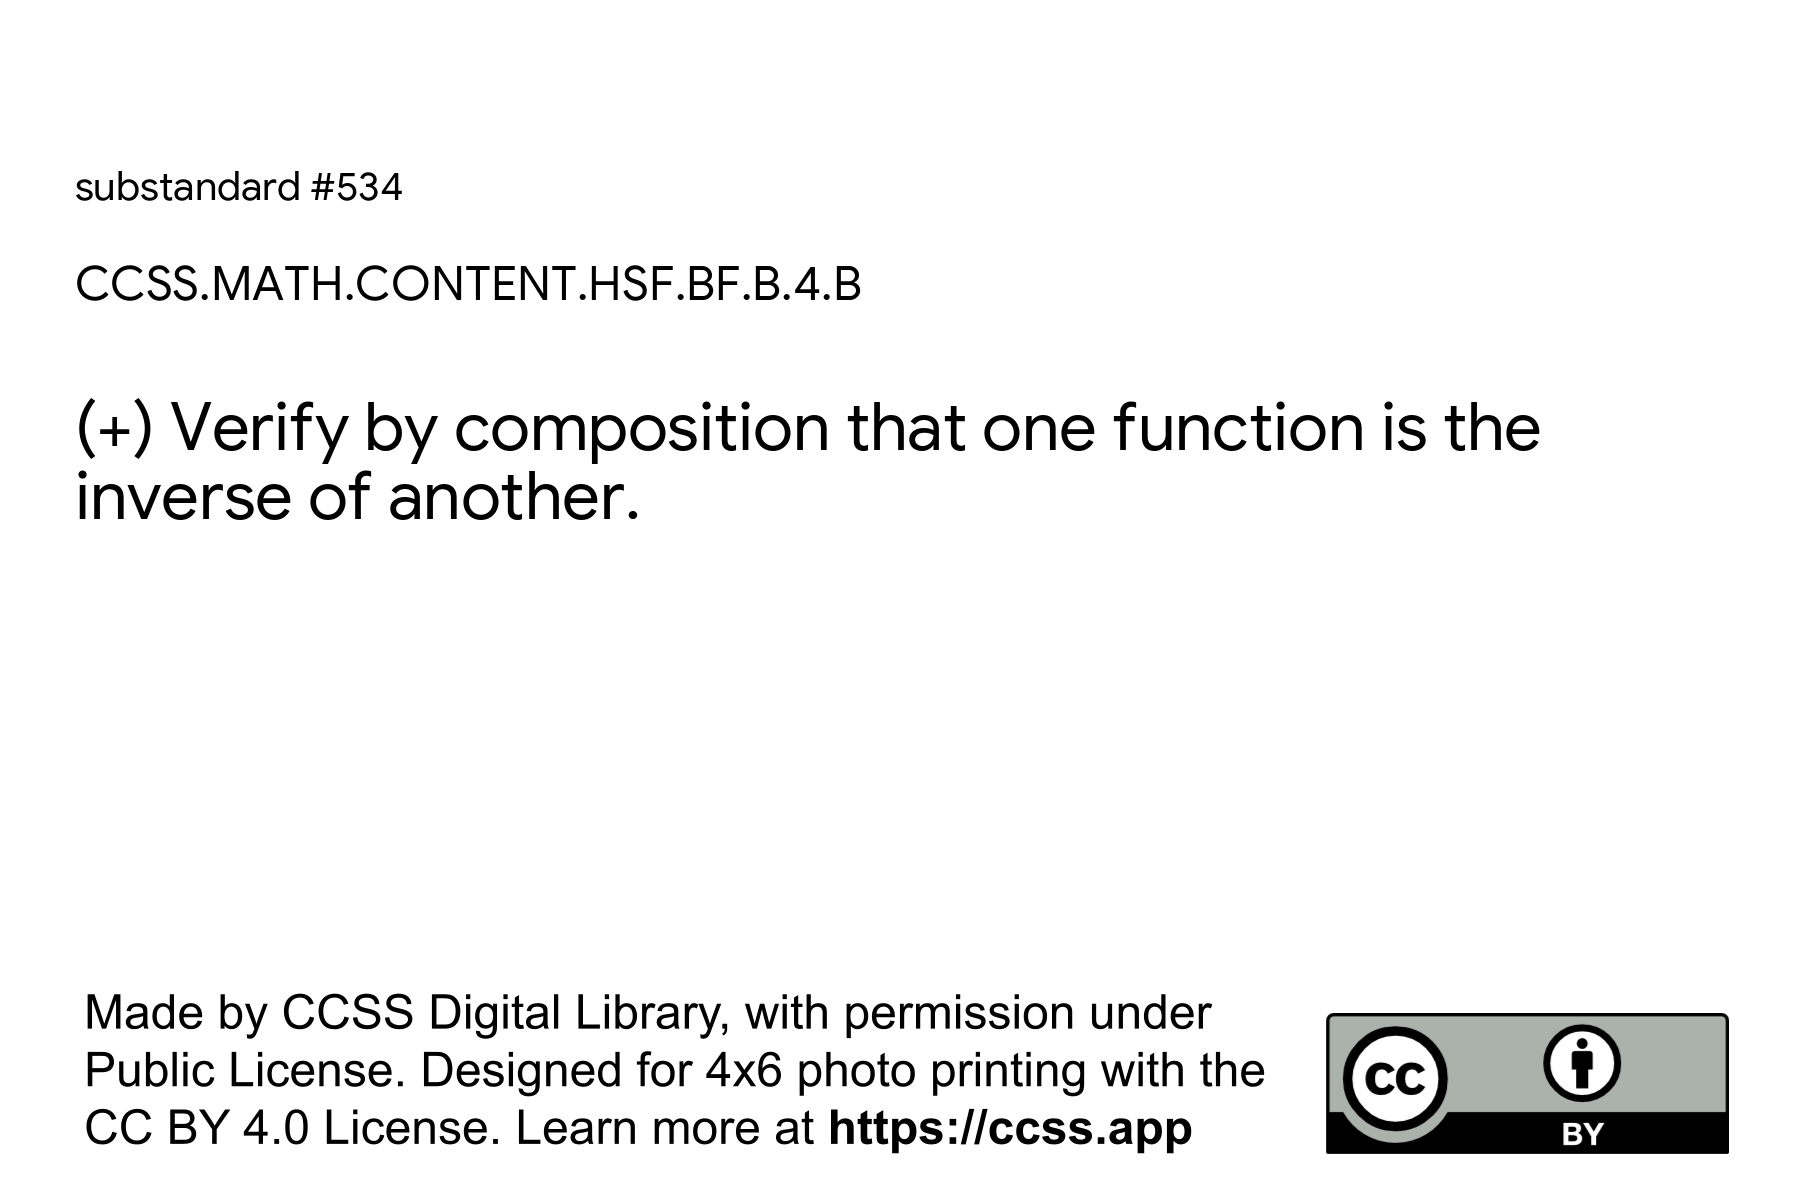 substandard #534
CCSS.MATH.CONTENT.HSF.BF.B.4.B
(+) Verify by composition that one function is the
inverse of another.
Made by CCSS Digital Library, with permission under
Public License. Designed for 4x6 photo printing with the
CC BY 4.0 License. Learn more at https://ccss.app
cc
BY